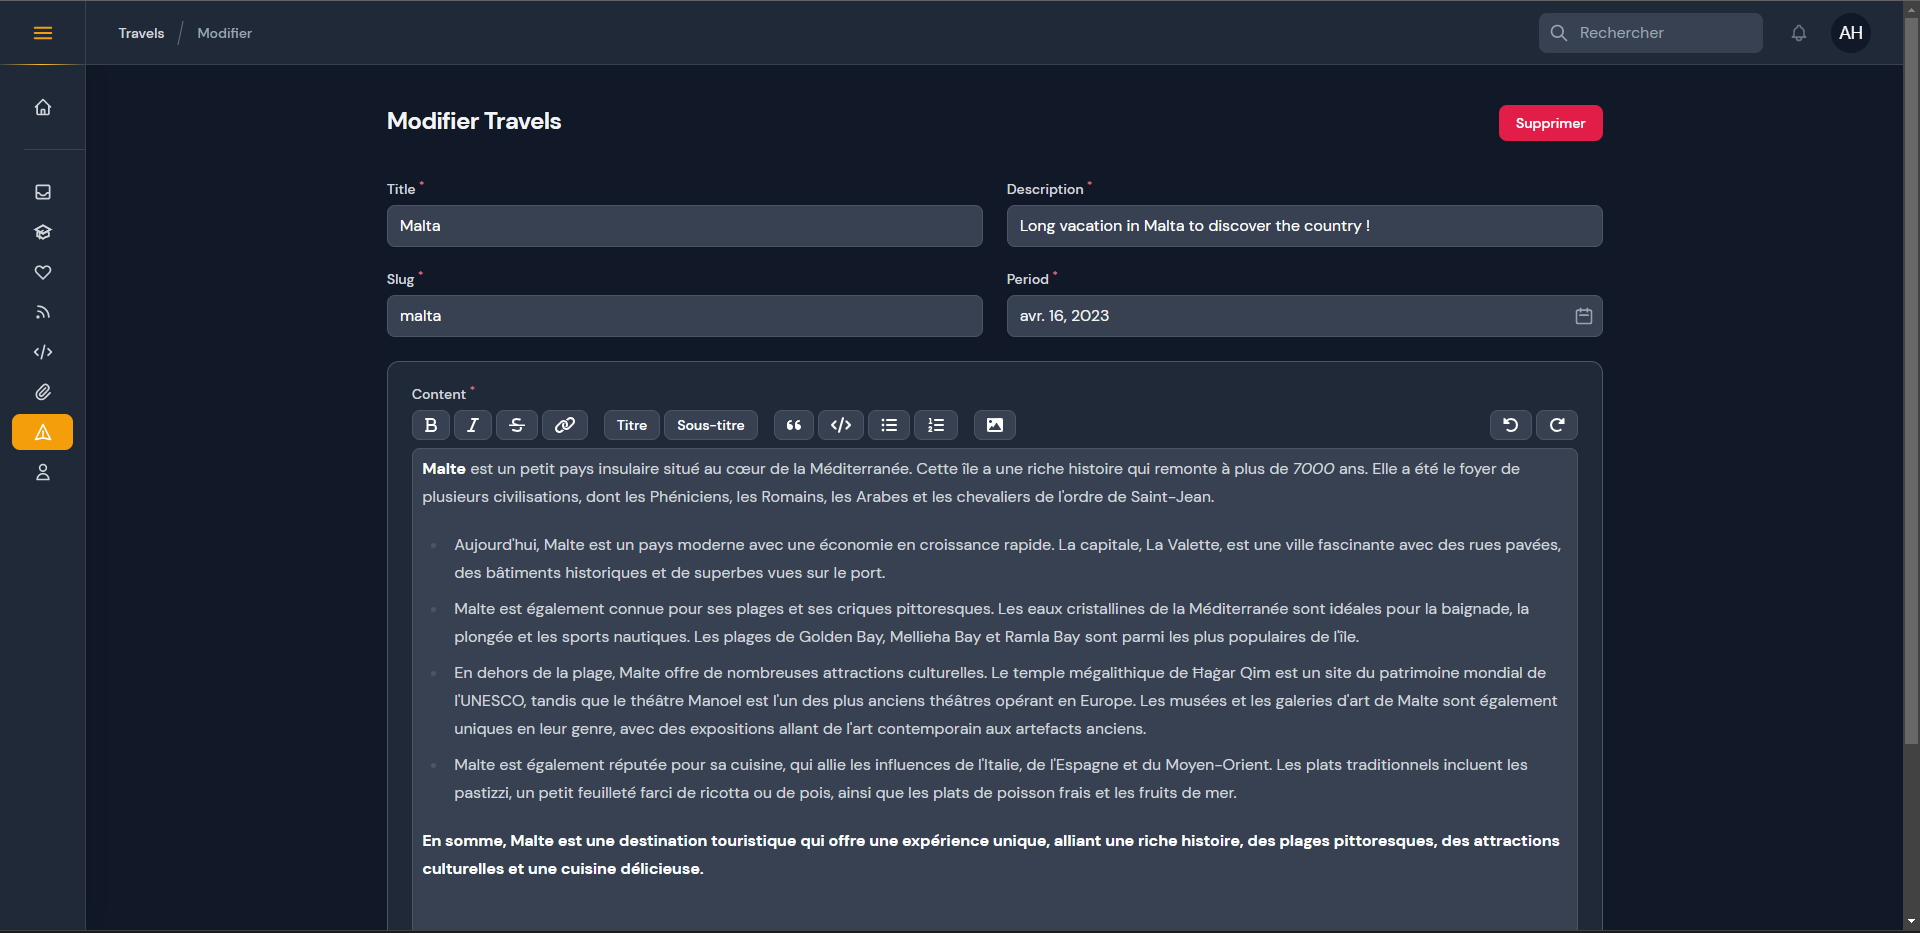 Travels / Modifier
Rechercher
AH
Modifier Travels
Supprimer
Title *
Description *
Malta
Long vacation in Malta to discover the country !
Slug *
Period *
malta
avr. 16, 2023
Content *
B I S Titre Sous-titre
Malte est un petit pays insulaire situé au cœur de la Méditerranée. Cette île a une riche histoire qui remonte à plus de 7000 ans. Elle a été le foyer de
plusieurs civilisations, dont les Phéniciens, les Romains, les Arabes et les chevaliers de l'ordre de Saint-Jean.
Aujourd'hui, Malte est un pays moderne avec une économie en croissance rapide. La capitale, La Valette, est une ville fascinante avec des rues pavées,
des bâtiments historiques et de superbes vues sur le port.
Malte est également connue pour ses plages et ses criques pittoresques. Les eaux cristallines de la Méditerranée sont idéales pour la baignade, la
plongée et les sports nautiques. Les plages de Golden Bay, Mellieha Bay et Ramla Bay sont parmi les plus populaires de l'île.
En dehors de la plage, Malte offre de nombreuses attractions culturelles. Le temple mégalithique de Ħaġar Qim est un site du patrimoine mondial de
l'UNESCO, tandis que le théâtre Manoel est l'un des plus anciens théâtres opérant en Europe. Les musées et les galeries d'art de Malte sont également
uniques en leur genre, avec des expositions allant de l'art contemporain aux artefacts anciens.
Malte est également réputée pour sa cuisine, qui allie les influences de l'Italie, de l'Espagne et du Moyen-Orient. Les plats traditionnels incluent les
pastizzi, un petit feuilleté farci de ricotta ou de pois, ainsi que les plats de poisson frais et les fruits de mer.
En somme, Malte est une destination touristique qui offre une expérience unique, alliant une riche histoire, des plages pittoresques, des attractions
culturelles et une cuisine délicieuse.